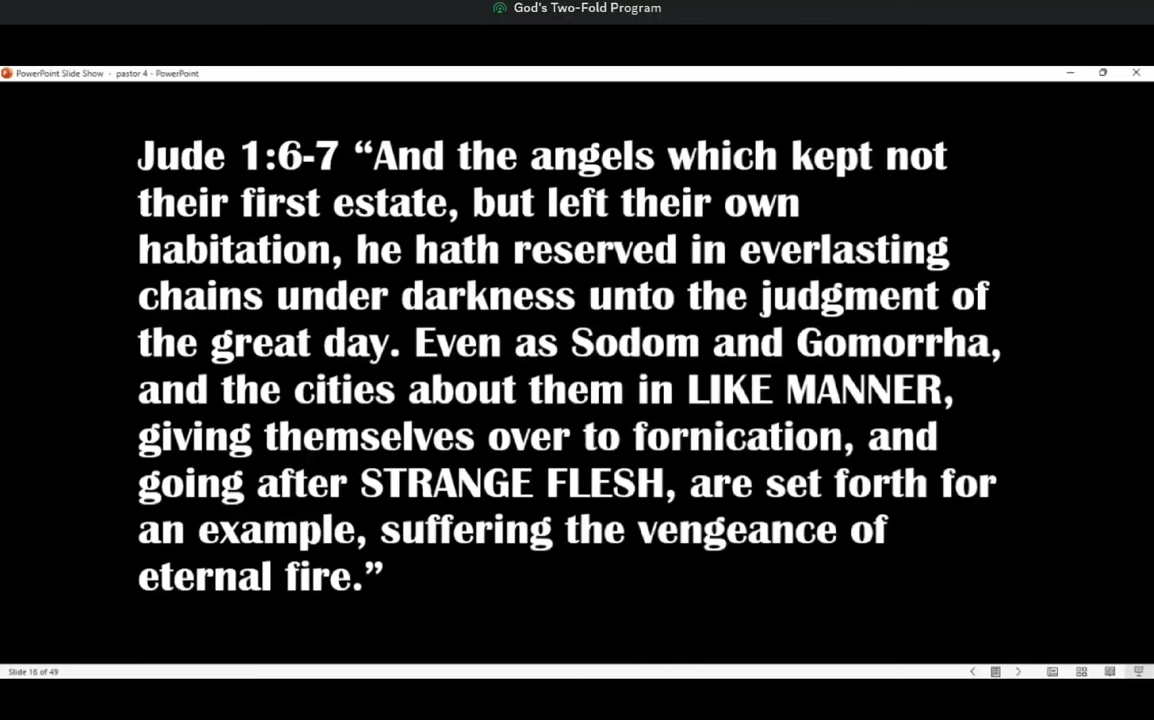 God's Two-Fold Program
PowerPoint Slide Show - pastor 4 - PowerPoint
Jude 1:6-7 “And the angels which kept not
their first estate, but left their own
habitation, he hath reserved in everlasting
chains under darkness unto the judgment of
the great day. Even as Sodom and Gomorrha,
and the cities about them in LIKE MANNER,
giving themselves over to fornication, and
going after STRANGE FLESH, are set forth for
an example, suffering the vengeance of
eternal fire.”
Slide 16 of 49